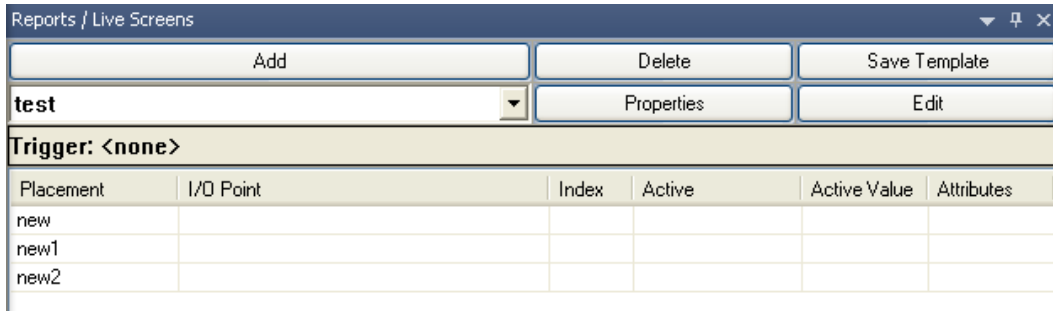 Reports / Live Screens
Add Delete Save Template
test Properties Edit
Trigger: <none>
Placement I/O Point Index Active Active Value Attributes
new
new1
new2